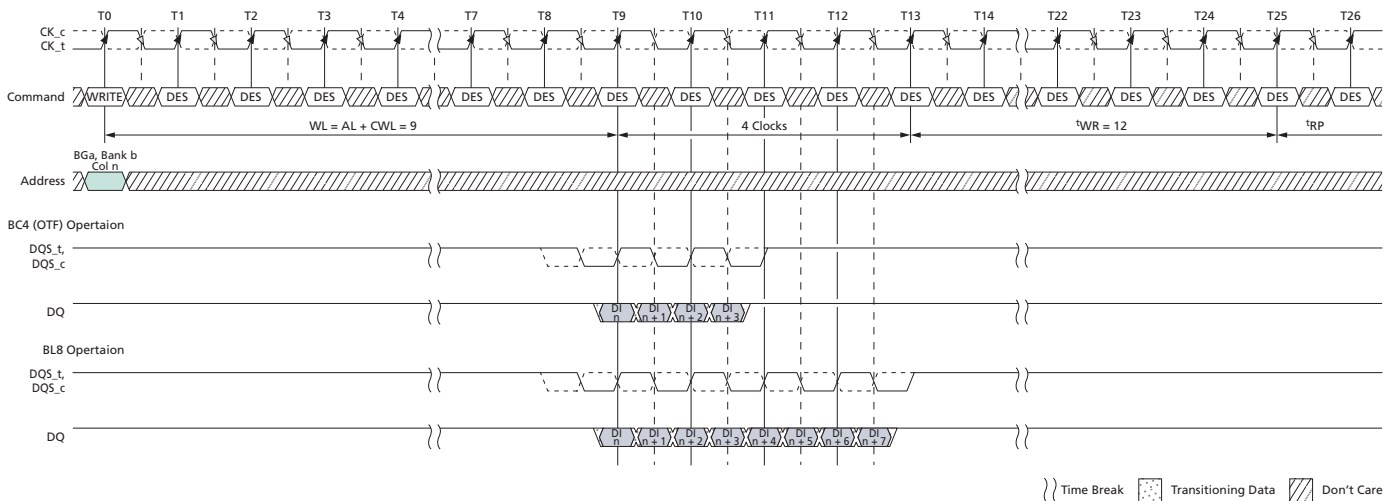 T0 T1 T2 T3 T4 T7 T8 T9 T10 T11 T12 T13 T14 T22 T23 T24 T25 T26
CK_c
CK_t
Command WRITE DES DES DES DES DES DES DES DES DES DES DES DES DES DES DES DES DES
WL = AL + CWL = 9 4 Clocks tWR = 12 tRP
BGa, Bank b
Col n
Address
BC4 (OTF) Opertaion
DQS_t,
DQS_c
DQ DI n DI n + 1 DI n + 2 DI n + 3
BL8 Opertaion
DQS_t,
DQS_c
DQ DI n DI n + 1 DI n + 2 DI n + 3 DI n + 4 DI n + 5 DI n + 6 DI n + 7
Time Break Transitioning Data Don't Care